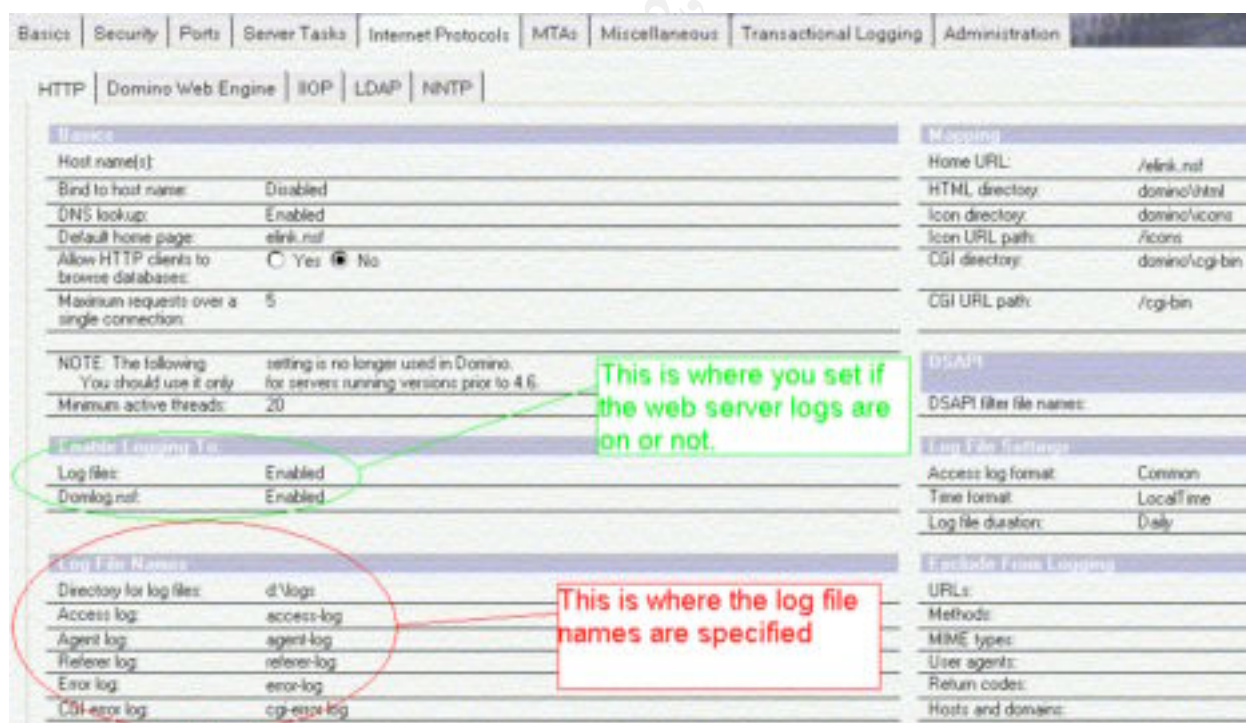 Basics Security Ports Server Tasks Internet Protocols MTAs Miscellaneous Transactional Logging Administration
HTTP Domino Web Engine IIOP LDAP NNTP
Basics
Host name(s):
Bind to host name: Disabled
DNS lookup: Enabled
Default home page: elink.nsf
Allow HTTP clients to Yes No
browse databases:
Maximum requests over a 5
single connection:
NOTE: The following setting is no longer used in Domino.
You should use it only for servers running versions prior to 4.6.
Minimum active threads: 20
Enable Logging To:
Log files: Enabled
Domlog.nsf: Enabled
Log File Names
Directory for log files: d:\logs
Access log: access-log
Agent log: agent-log
Referer log: referer-log
Error log: error-log
CGI error log: cgi-error-log
This is where you set if
the web server logs are
on or not.
This is where the log file
names are specified
Mapping
Home URL: /elink.nsf
HTML directory: domino\html
Icon directory: domino\icons
Icon URL path: /icons
CGI directory: domino\cgi-bin
CGI URL path: /cgi-bin
DSAPI
DSAPI filter file names:
Log File Settings
Access log format: Common
Time format: LocalTime
Log file duration: Daily
Exclude From Logging
URLs:
Methods:
MIME types:
User agents:
Return codes:
Hosts and domains: